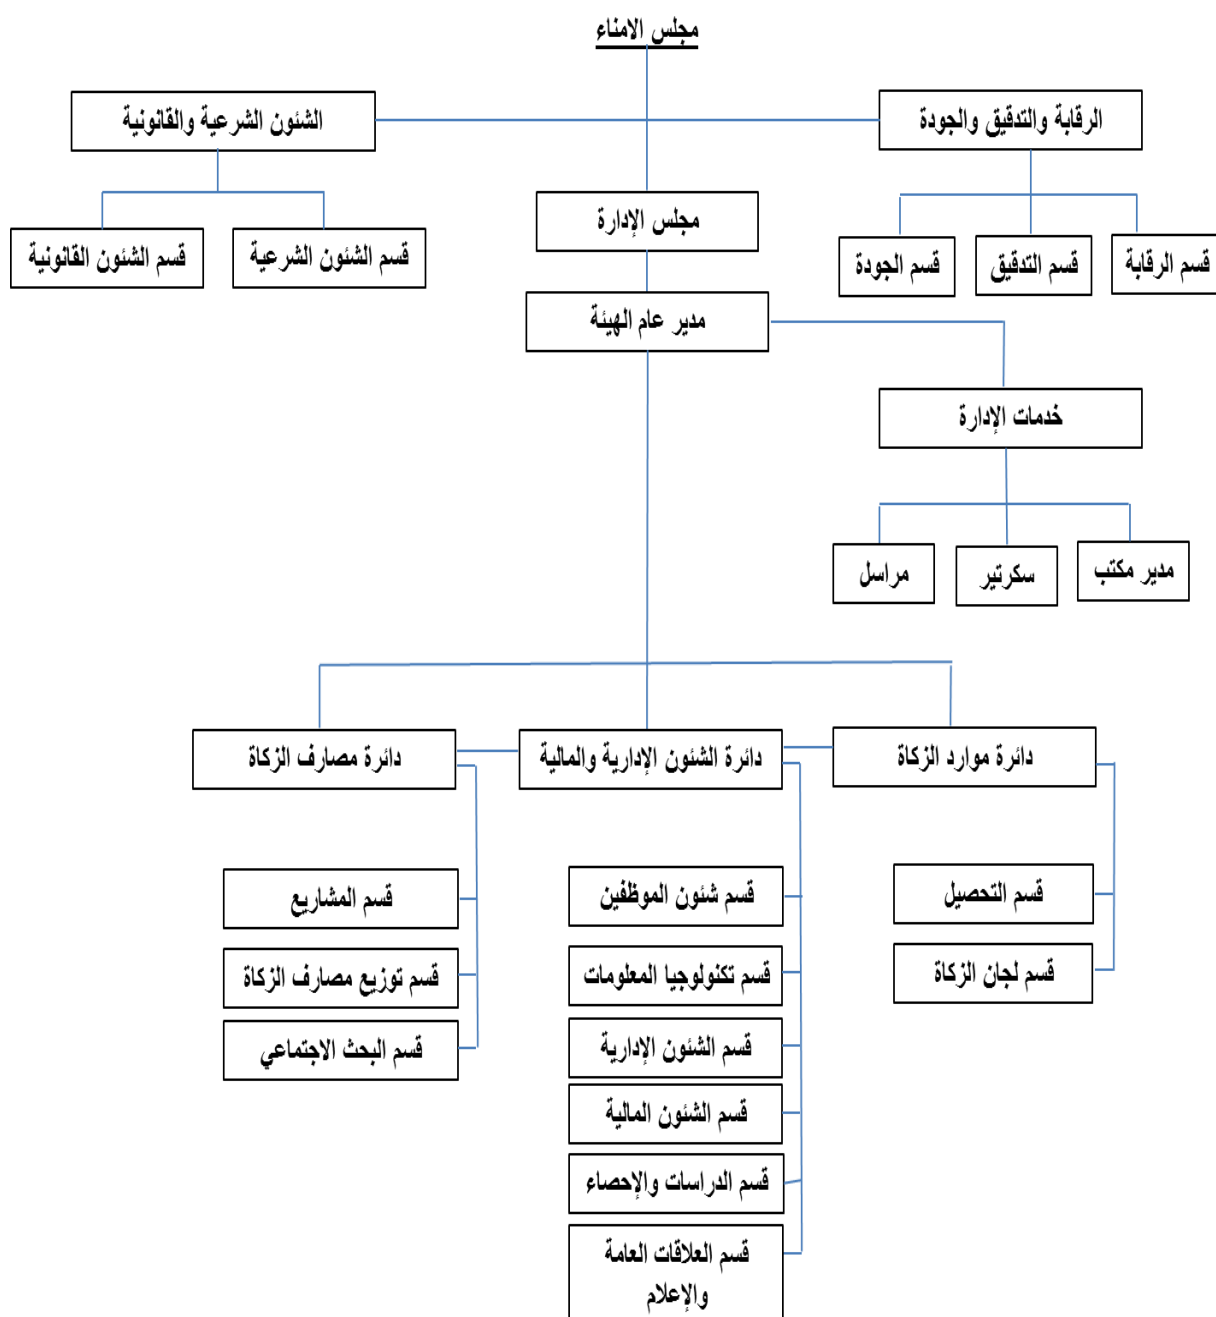 مجلس الامناء
الرقابة والتدقيق والجودة
الشئون الشرعية والقانونية
مجلس الإدارة
قسم الرقابة
قسم التدقيق
قسم الجودة
قسم الشئون الشرعية
قسم الشئون القانونية
مدير عام الهيئة
خدمات الإدارة
مدير مكتب
سكرتير
مراسل
دائرة موارد الزكاة
دائرة الشئون الإدارية والمالية
دائرة مصارف الزكاة
قسم التحصيل
قسم لجان الزكاة
قسم شئون الموظفين
قسم تكنولوجيا المعلومات
قسم الشئون الإدارية
قسم الشئون المالية
قسم الدراسات والإحصاء
قسم العلاقات العامة
والإعلام
قسم المشاريع
قسم توزيع مصارف الزكاة
قسم البحث الاجتماعي